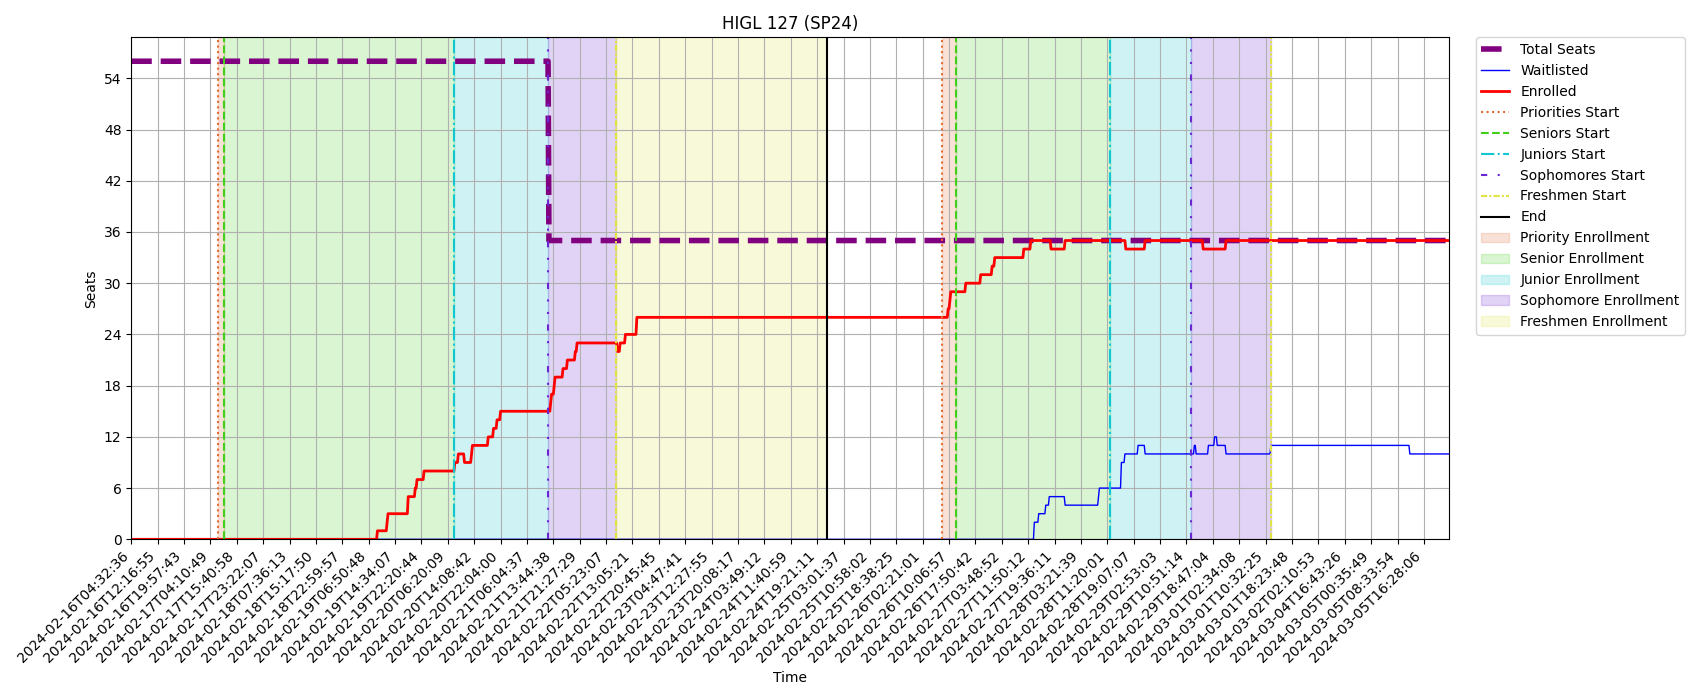 HIGL 127 (SP24)
Seats
54
48
42
36
30
24
18
12
6
0
2024-02-16T04:32:36
2024-02-16T12:16:55
2024-02-16T19:57:43
2024-02-17T04:10:49
2024-02-17T15:40:58
2024-02-17T23:22:07
2024-02-18T07:36:13
2024-02-18T15:17:50
2024-02-18T22:59:57
2024-02-19T06:50:48
2024-02-19T14:34:07
2024-02-19T22:20:44
2024-02-20T06:20:09
2024-02-20T14:08:42
2024-02-20T22:04:00
2024-02-21T06:04:37
2024-02-21T13:44:38
2024-02-21T21:27:29
2024-02-22T05:23:07
2024-02-22T13:05:21
2024-02-22T20:45:45
2024-02-23T04:47:41
2024-02-23T12:27:55
2024-02-23T20:08:17
2024-02-24T03:49:12
2024-02-24T11:40:59
2024-02-24T19:21:11
2024-02-25T03:01:37
2024-02-25T10:58:02
2024-02-25T18:38:25
2024-02-26T02:21:01
2024-02-26T10:06:57
2024-02-26T17:50:42
2024-02-27T03:48:52
2024-02-27T11:50:12
2024-02-27T19:36:11
2024-02-28T03:21:39
2024-02-28T11:20:01
2024-02-28T19:07:07
2024-02-29T02:53:03
2024-02-29T10:51:14
2024-02-29T18:47:04
2024-03-01T02:34:08
2024-03-01T10:32:25
2024-03-01T18:23:48
2024-03-02T02:10:53
2024-03-04T16:43:26
2024-03-05T00:35:49
2024-03-05T08:33:54
2024-03-05T16:28:06
Time
Total Seats
Waitlisted
Enrolled
Priorities Start
Seniors Start
Juniors Start
Sophomores Start
Freshmen Start
End
Priority Enrollment
Senior Enrollment
Junior Enrollment
Sophomore Enrollment
Freshmen Enrollment